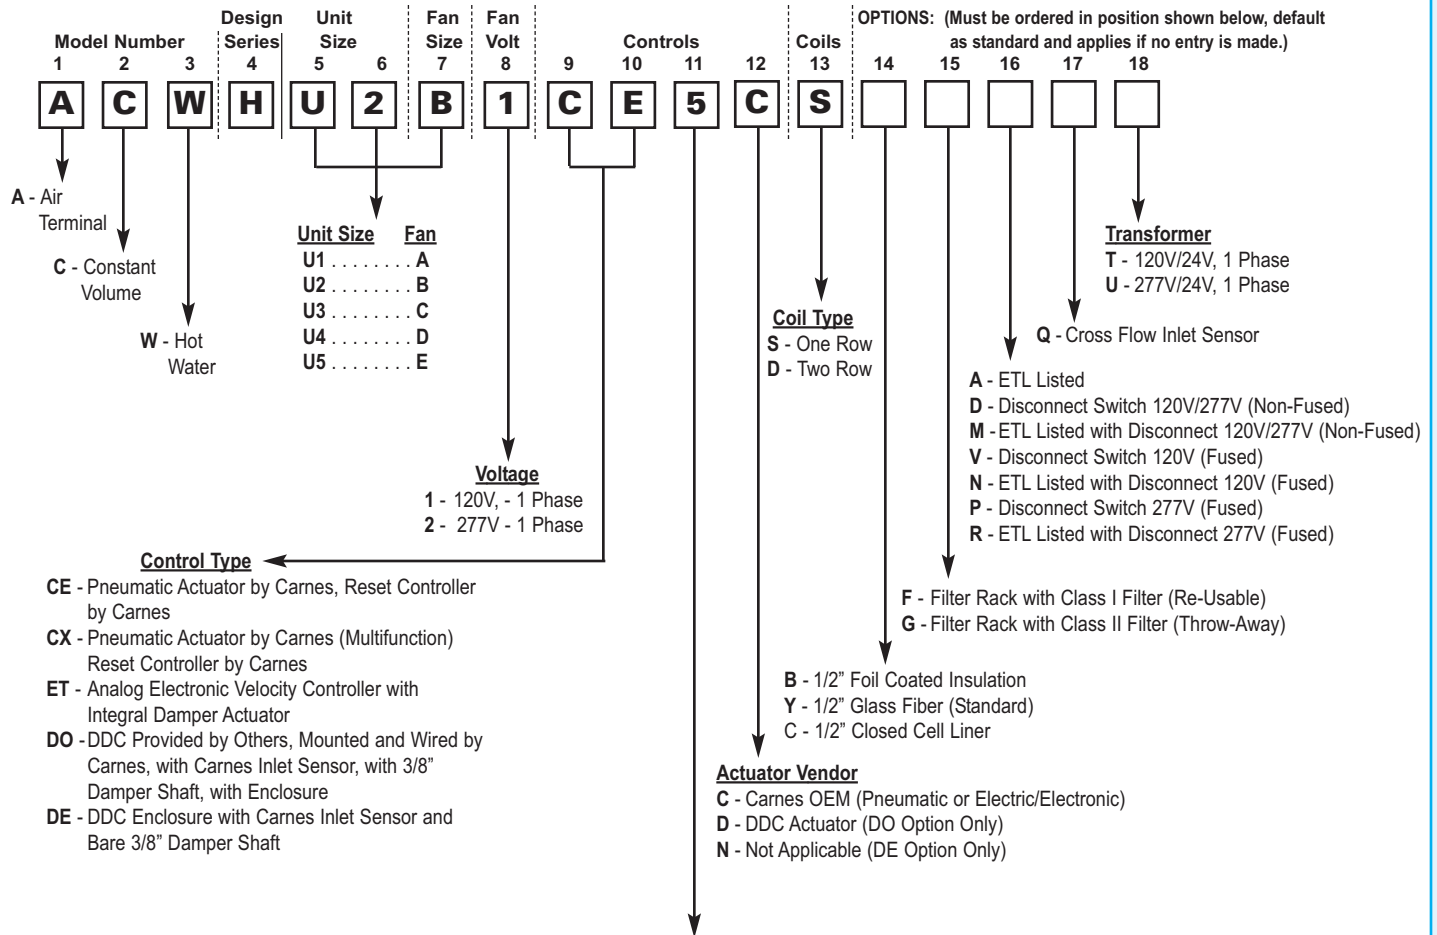 Design Unit Fan Fan OPTIONS: (Must be ordered in position shown below, default
Model Number Series Size Size Volt Controls Coils as standard and applies if no entry is made.)
1 2 3 4 5 6 7 8 9 10 11 12 13 14 15 16 17 18
A C W H U 2 B 1 C E 5 C S
A - Air
Terminal
C - Constant
Volume
W - Hot
Water
Unit Size Fan
U1 . . . . . . . . A
U2 . . . . . . . . B
U3 . . . . . . . . C
U4 . . . . . . . . D
U5 . . . . . . . . E
Voltage
1 - 120V, - 1 Phase
2 - 277V - 1 Phase
Control Type
CE - Pneumatic Actuator by Carnes, Reset Controller
by Carnes
CX - Pneumatic Actuator by Carnes (Multifunction)
Reset Controller by Carnes
ET - Analog Electronic Velocity Controller with
Integral Damper Actuator
DO - DDC Provided by Others, Mounted and Wired by
Carnes, with Carnes Inlet Sensor, with 3/8"
Damper Shaft, with Enclosure
DE - DDC Enclosure with Carnes Inlet Sensor and
Bare 3/8" Damper Shaft
Actuator Vendor
C - Carnes OEM (Pneumatic or Electric/Electronic)
D - DDC Actuator (DO Option Only)
N - Not Applicable (DE Option Only)
Coil Type
S - One Row
D - Two Row
B - 1/2" Foil Coated Insulation
Y - 1/2" Glass Fiber (Standard)
C - 1/2" Closed Cell Liner
F - Filter Rack with Class I Filter (Re-Usable)
G - Filter Rack with Class II Filter (Throw-Away)
A - ETL Listed
D - Disconnect Switch 120V/277V (Non-Fused)
M - ETL Listed with Disconnect 120V/277V (Non-Fused)
V - Disconnect Switch 120V (Fused)
N - ETL Listed with Disconnect 120V (Fused)
P - Disconnect Switch 277V (Fused)
R - ETL Listed with Disconnect 277V (Fused)
Q - Cross Flow Inlet Sensor
Transformer
T - 120V/24V, 1 Phase
U - 277V/24V, 1 Phase